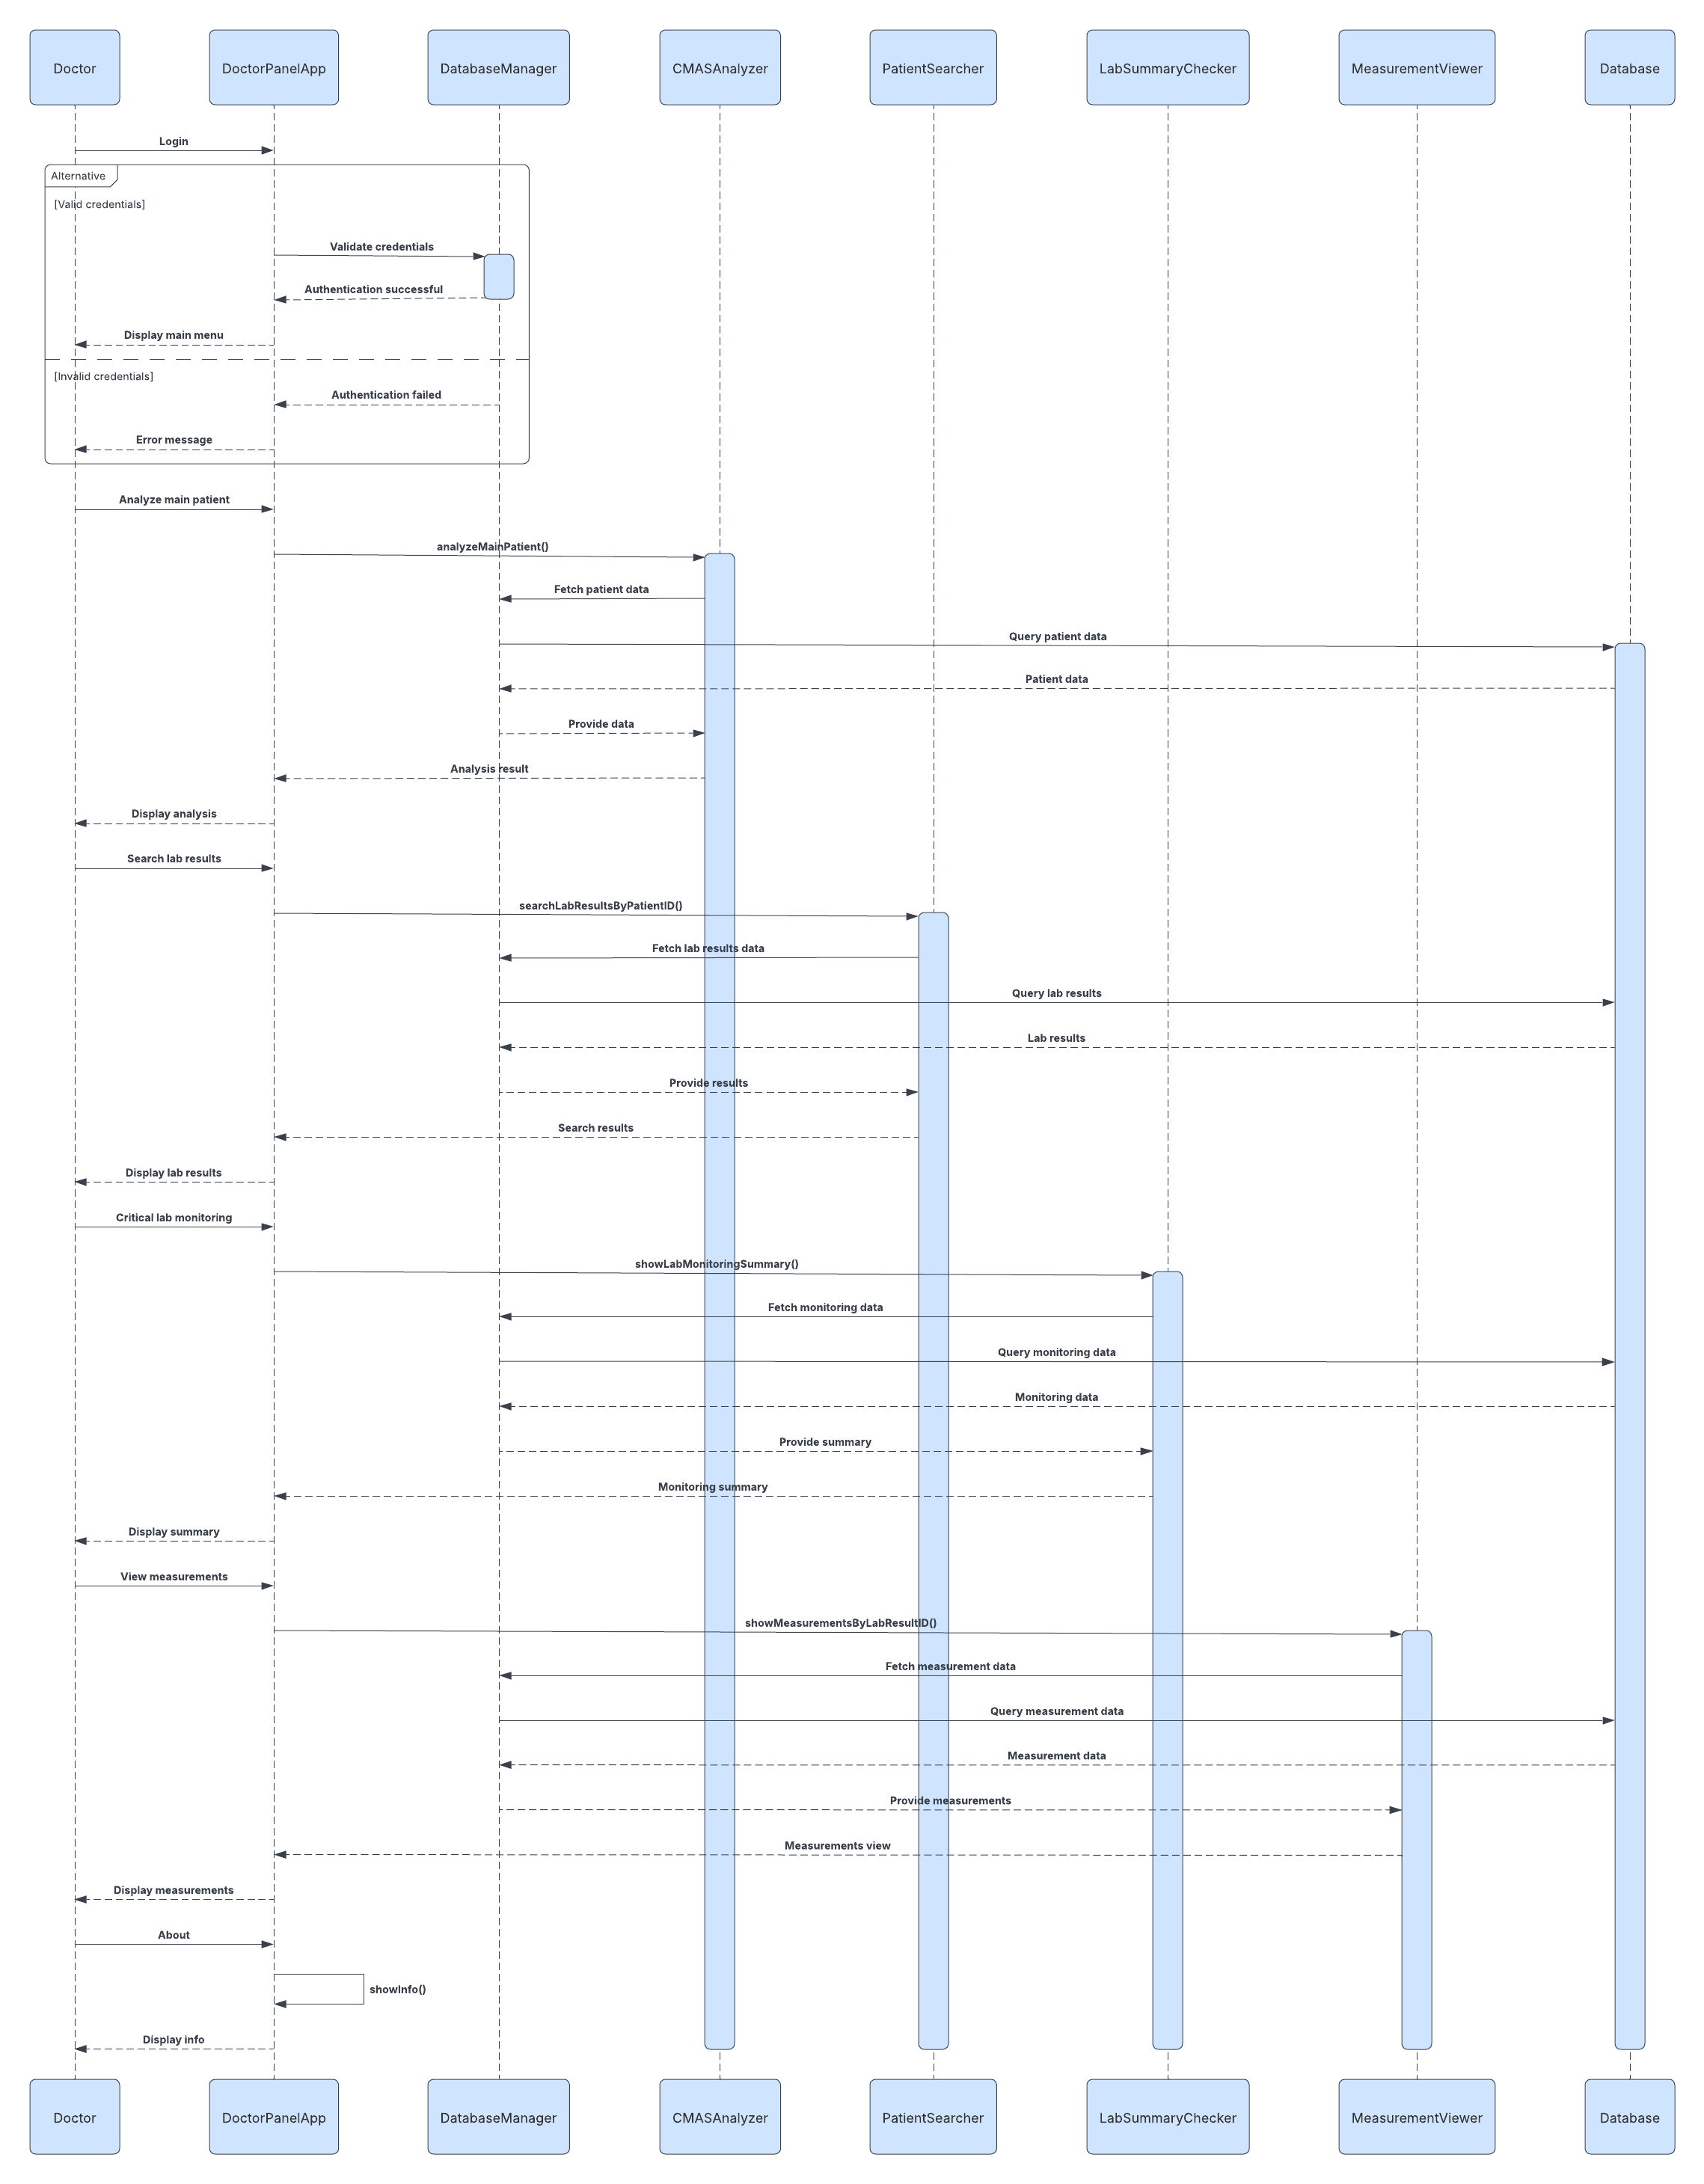 Doctor
DoctorPanelApp
DatabaseManager
CMASAnalyzer
PatientSearcher
LabSummaryChecker
MeasurementViewer
Database
Login
Alternative
[Valid credentials]
Validate credentials
Authentication successful
Display main menu
[Invalid credentials]
Authentication failed
Error message
Analyze main patient
analyzeMainPatient()
Fetch patient data
Query patient data
Patient data
Provide data
Analysis result
Display analysis
Search lab results
searchLabResultsByPatientID()
Fetch lab results data
Query lab results
Lab results
Provide results
Search results
Display lab results
Critical lab monitoring
showLabMonitoringSummary()
Fetch monitoring data
Query monitoring data
Monitoring data
Provide summary
Monitoring summary
Display summary
View measurements
showMeasurementsByLabResultID()
Fetch measurement data
Query measurement data
Measurement data
Provide measurements
Measurements view
Display measurements
About
showInfo()
Display info
Doctor
DoctorPanelApp
DatabaseManager
CMASAnalyzer
PatientSearcher
LabSummaryChecker
MeasurementViewer
Database